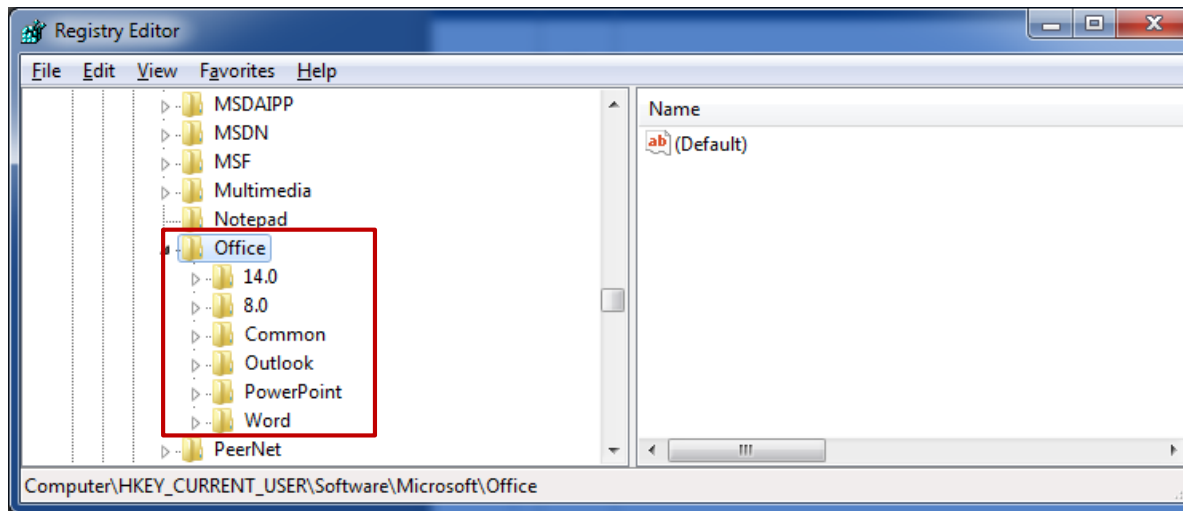 Registry Editor
File Edit View Favorites Help
MSDAIPP
MSDN
MSF
Multimedia
Notepad
Office
14.0
8.0
Common
Outlook
PowerPoint
Word
PeerNet
Name
ab (Default)
Computer\HKEY_CURRENT_USER\Software\Microsoft\Office